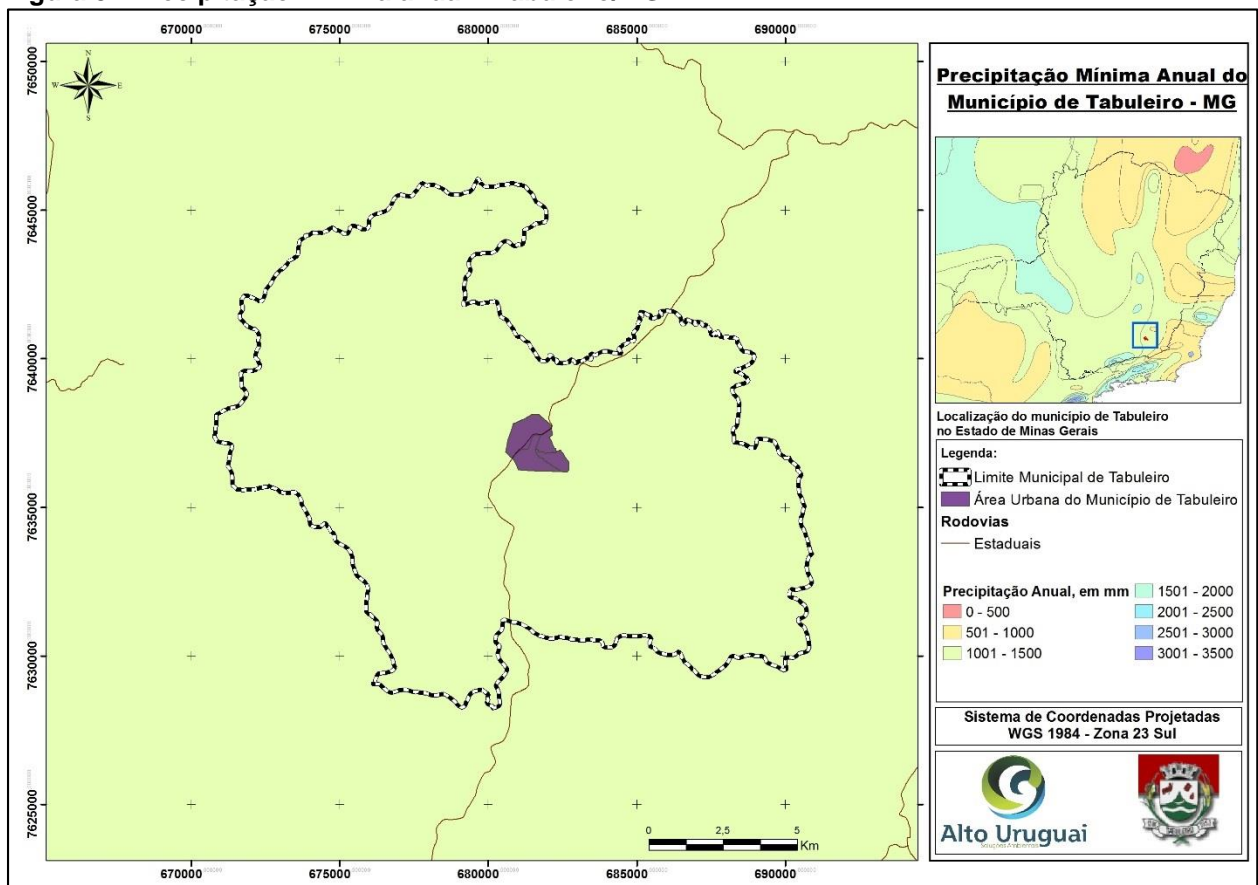 670000 675000 680000 685000 690000
Precipitação Mínima Anual do
Município de Tabuleiro - MG
N
W E
S
7650000
7645000
7640000
7635000
7630000
7625000
Localização do município de Tabuleiro
no Estado de Minas Gerais
Legenda:
Limite Municipal de Tabuleiro
Área Urbana do Município de Tabuleiro
Rodovias
Estaduais
Precipitação Anual, em mm
0 - 500
501 - 1000
1001 - 1500
1501 - 2000
2001 - 2500
2501 - 3000
3001 - 3500
Sistema de Coordenadas Projetadas
WGS 1984 - Zona 23 Sul
Alto Uruguai
Soluções Ambientais
0 2,5 5
Km
670000 675000 680000 685000 690000